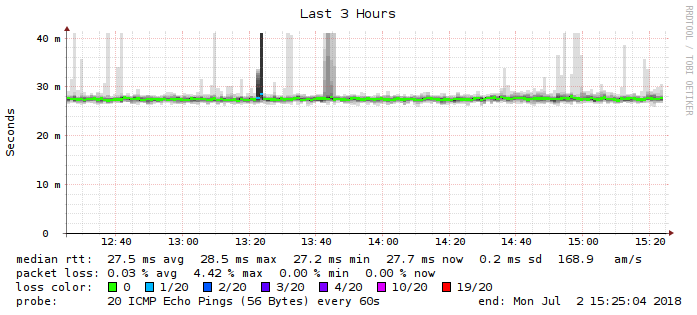 Last 3 Hours
RRDTOOL / TOBI OETIKER
Seconds
40 m
30 m
20 m
10 m
0
12:40 13:00 13:20 13:40 14:00 14:20 14:40 15:00 15:20
median rtt: 27.5 ms avg 28.5 ms max 27.2 ms min 27.7 ms now 0.2 ms sd 168.9 am/s
packet loss: 0.03 % avg 4.42 % max 0.00 % min 0.00 % now
loss color: 0 1/20 2/20 3/20 4/20 10/20 19/20
probe: 20 ICMP Echo Pings (56 Bytes) every 60s end: Mon Jul 2 15:25:04 2018